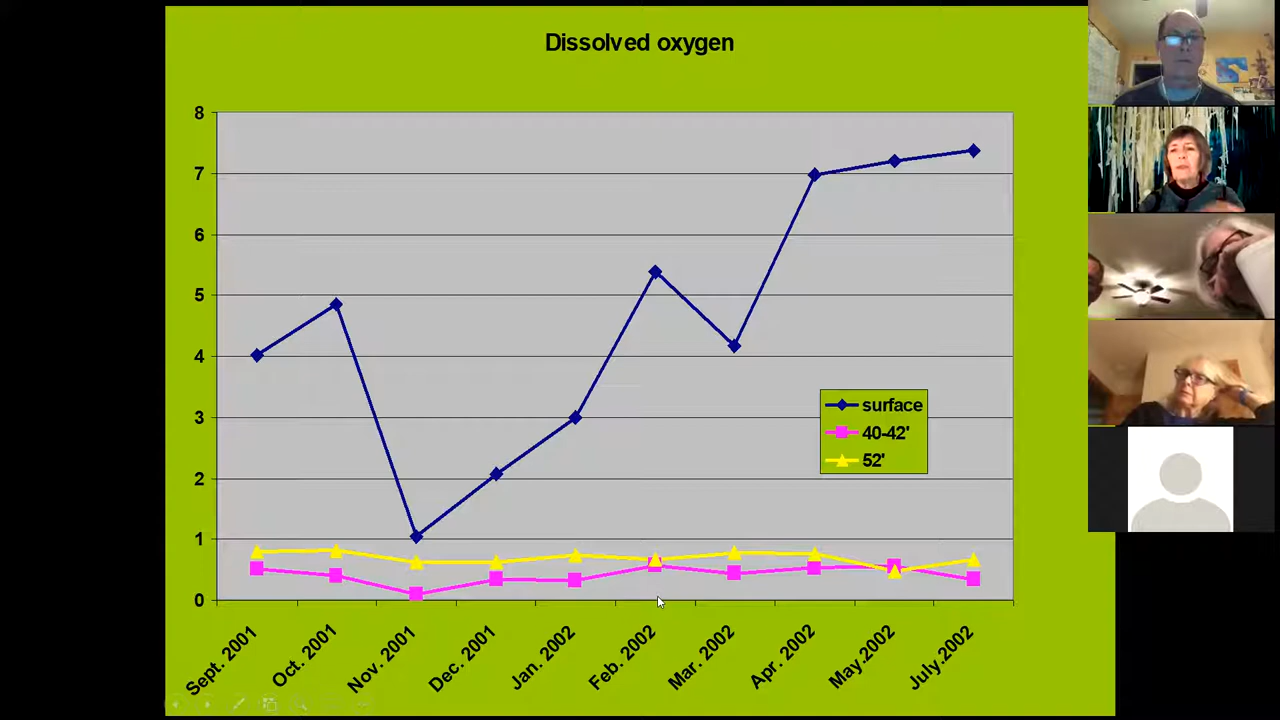 Dissolved oxygen
8
7
6
5
4
3
2
1
0
surface
40-42'
52'
Sept. 2001
Oct. 2001
Nov. 2001
Dec. 2001
Jan. 2002
Feb. 2002
Mar. 2002
Apr. 2002
May.2002
July.2002